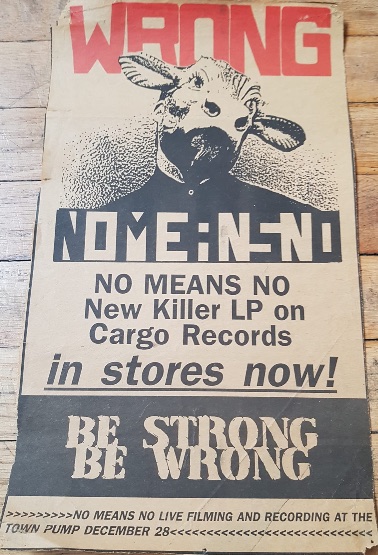 WRONG
NOMEANSNO
NO MEANS NO
New Killer LP on
Cargo Records
in stores now!
BE STRONG
BE WRONG
>>>>>>>>>NO MEANS NO LIVE FILMING AND RECORDING AT THE
TOWN PUMP DECEMBER 28<<<<<<<<<<<<<<<<<<<<<<<<<<<<